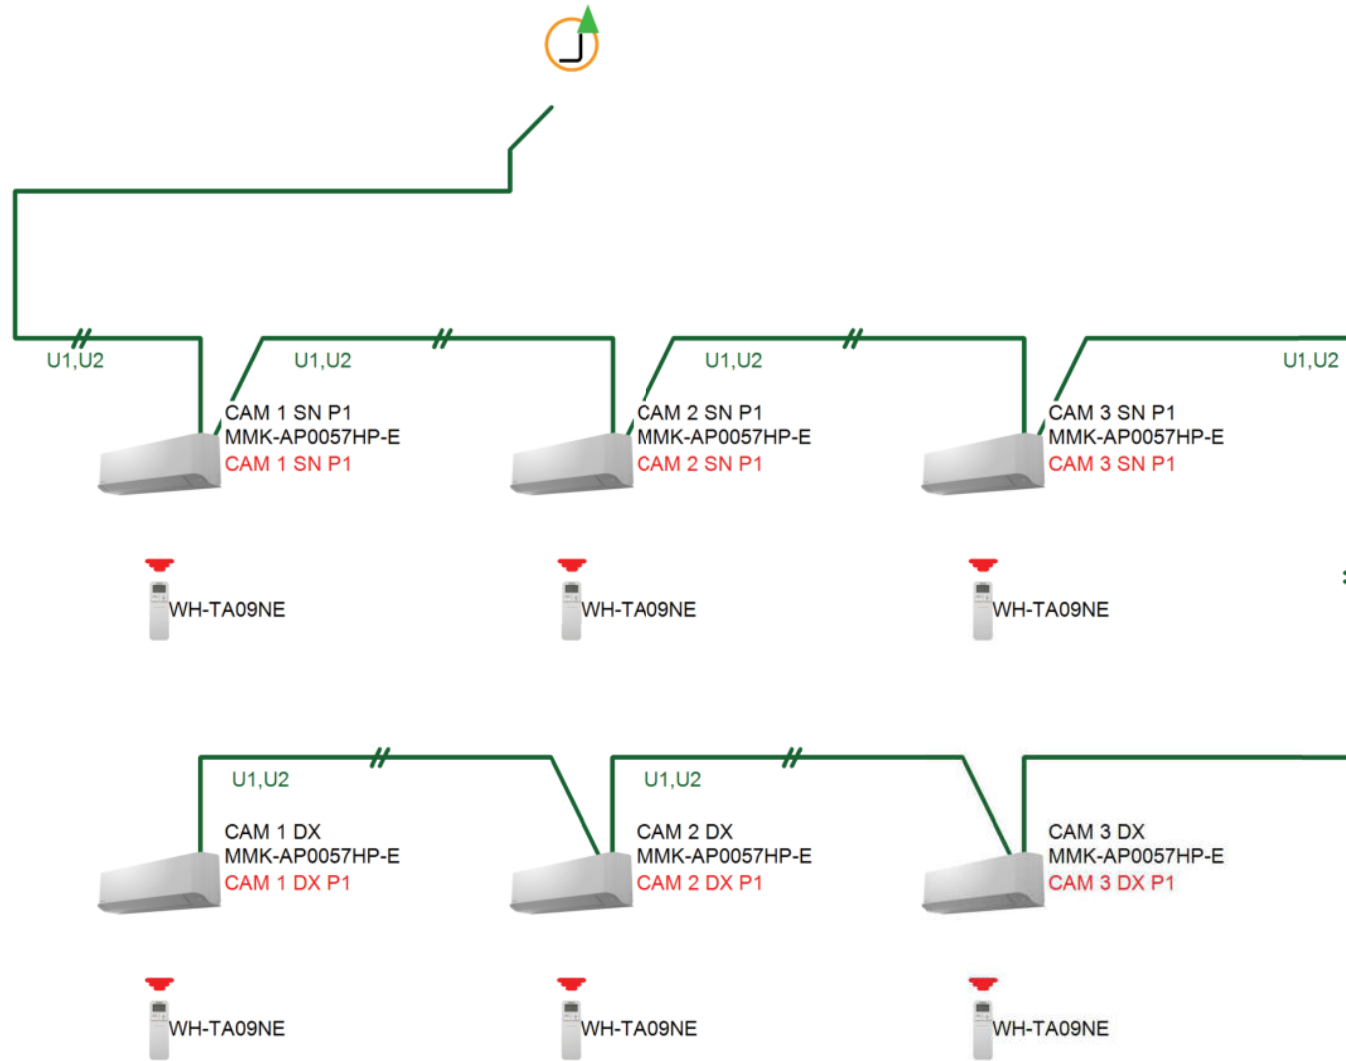 U1,U2
U1,U2
U1,U2
U1,U2
CAM 1 SN P1
MMK-AP0057HP-E
CAM 1 SN P1
CAM 2 SN P1
MMK-AP0057HP-E
CAM 2 SN P1
CAM 3 SN P1
MMK-AP0057HP-E
CAM 3 SN P1
WH-TA09NE
WH-TA09NE
WH-TA09NE
U1,U2
U1,U2
CAM 1 DX
MMK-AP0057HP-E
CAM 1 DX P1
CAM 2 DX
MMK-AP0057HP-E
CAM 2 DX P1
CAM 3 DX
MMK-AP0057HP-E
CAM 3 DX P1
WH-TA09NE
WH-TA09NE
WH-TA09NE